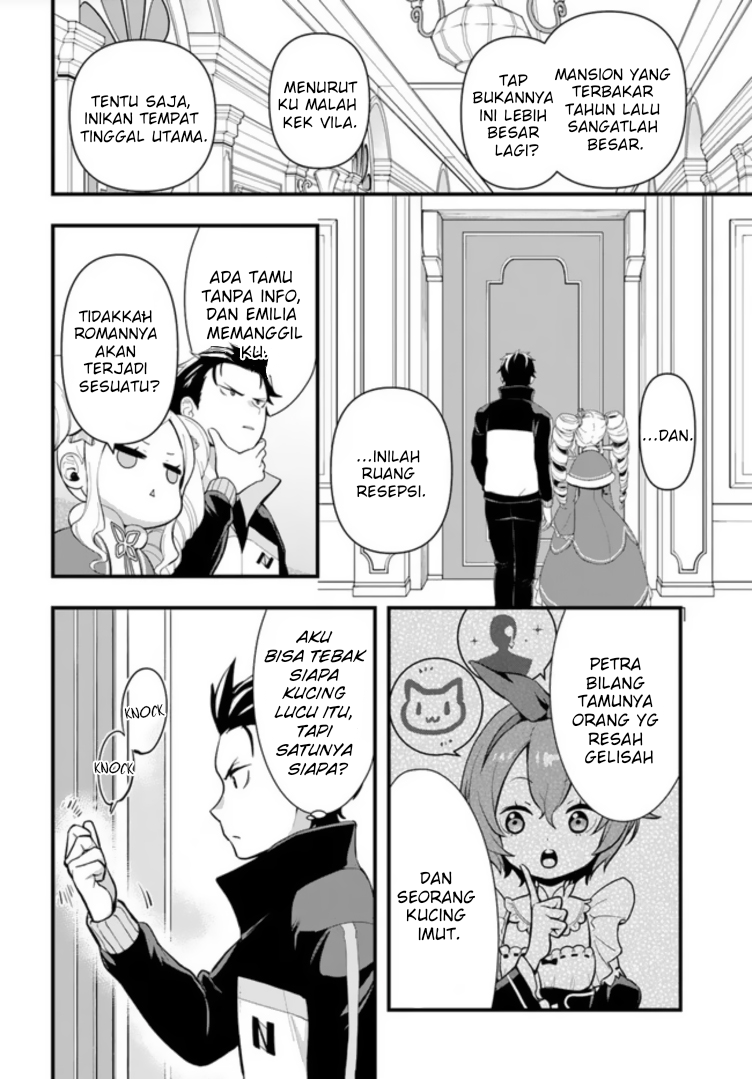 MANSION YANG
TERBAKAR
TAHUN LALU
SANGATLAH
BESAR.
TAP
BUKANNYA
INI LEBIH
BESAR
LAGI?
MENURUT
KU MALAH
KEK VILA.
TENTU SAJA,
INIKAN TEMPAT
TINGGAL UTAMA.
...DAN.
...INILAH
RUANG
RESEPSI.
ADA TAMU
TANPA INFO,
DAN EMILIA
MEMANGGIL
KU.
TIDAKKAH
ROMANNYA
AKAN
TERJADI
SESUATU?
N
PETRA
BILANG
TAMUNYA
ORANG YG
RESAH
GELISAH
DAN
SEORANG
KUCING
IMUT.
AKU
BISA TEBAK
SIAPA
KUCING
LUCU ITU,
TAPI
SATUNYA
SIAPA?
KNOCK
KNOCK
N